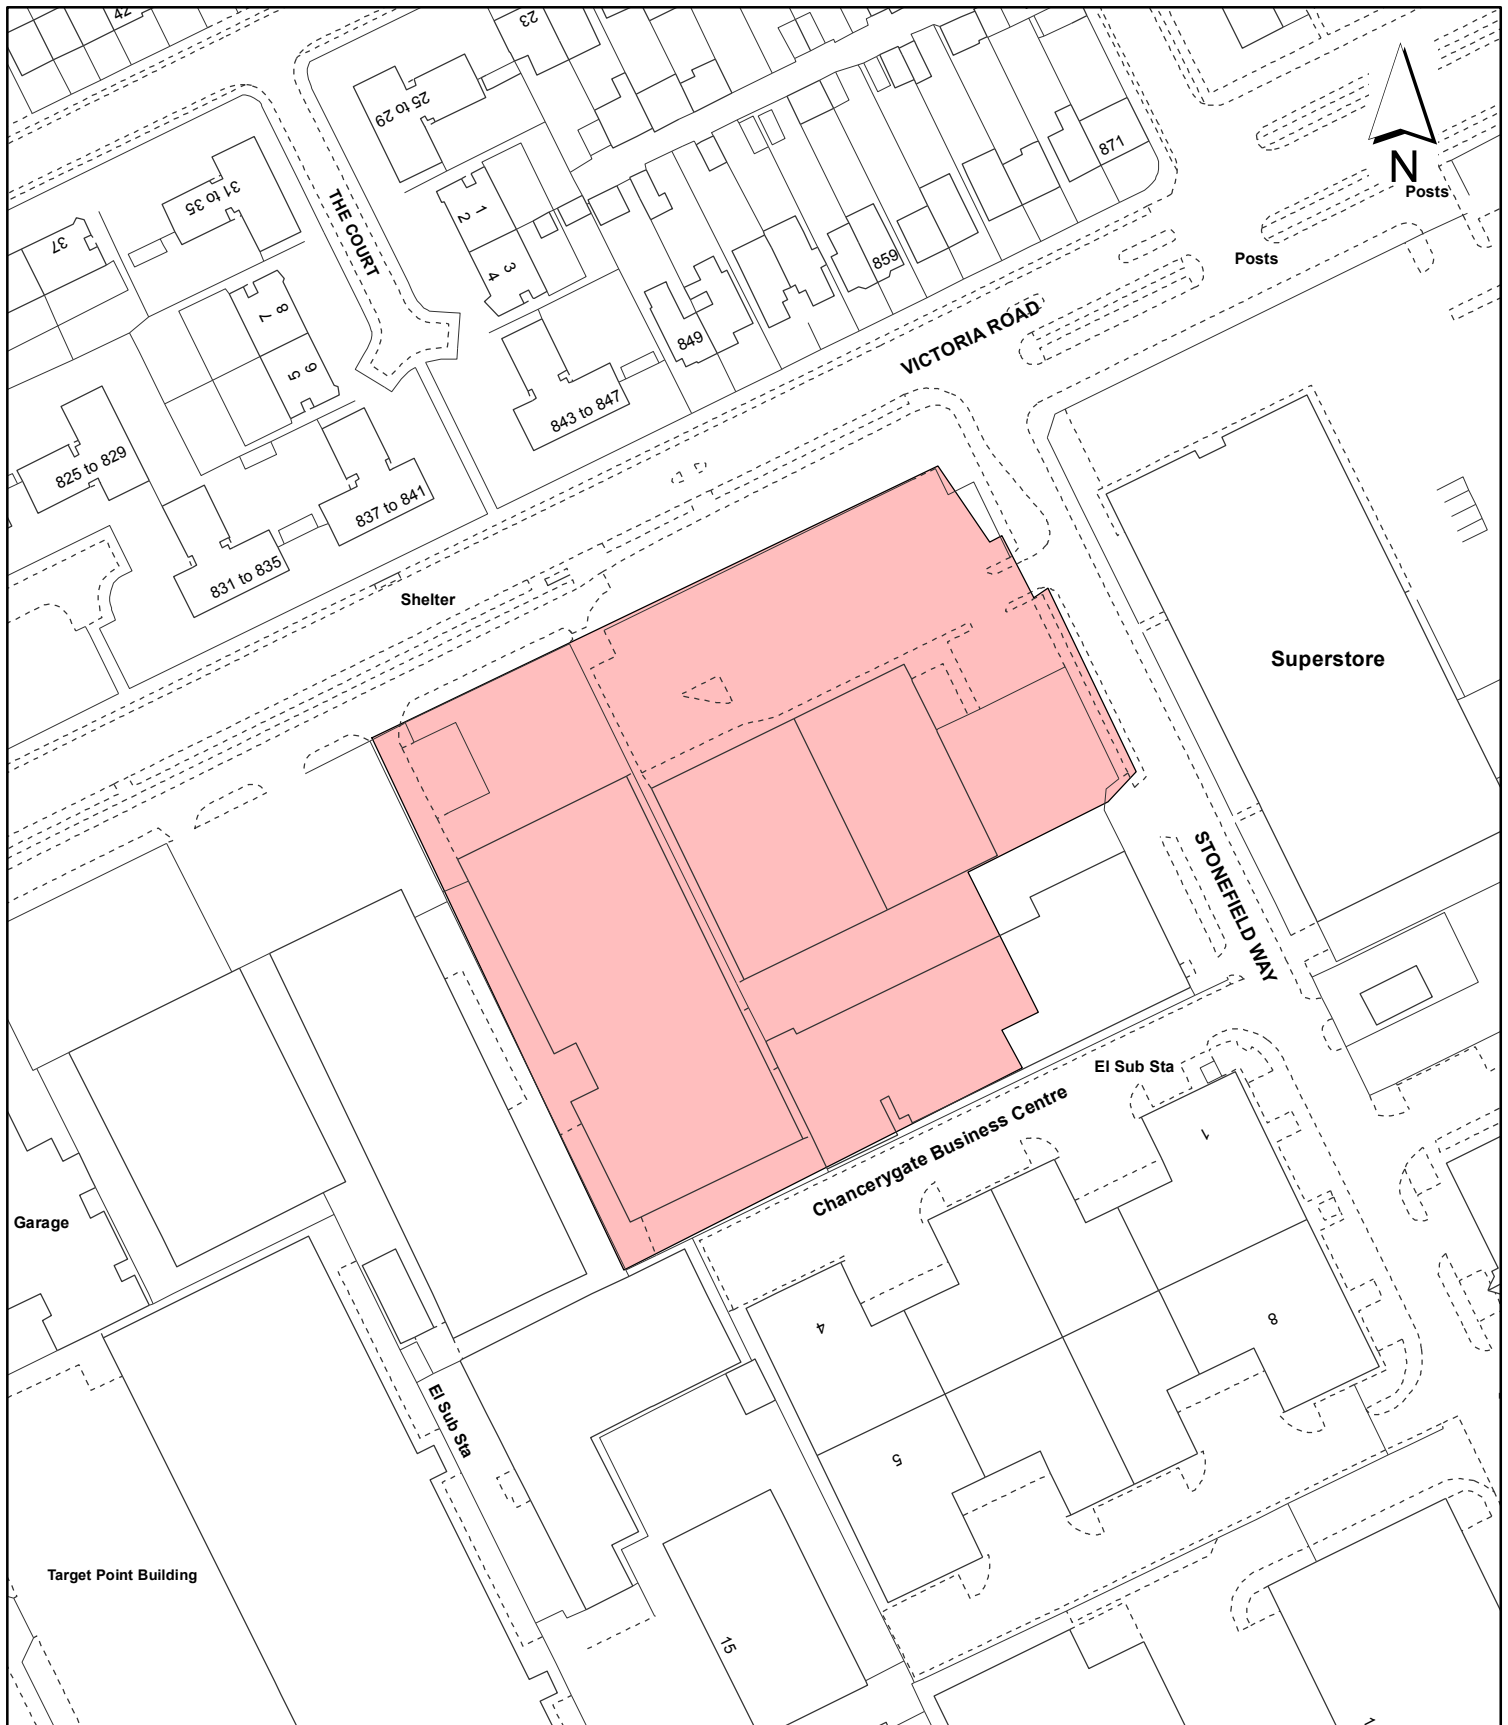 42
23
25 to 29
31 to 35
37
THE COURT
1
2
3
4
871
N
Posts
Posts
859
8
7
6
5
849
VICTORIA ROAD
843 to 847
825 to 829
837 to 841
831 to 835
Shelter
Superstore
STONEFIELD WAY
El Sub Sta
Chancerygate Business Centre
1
Garage
4
8
El Sub Sta
5
Target Point Building
15
1